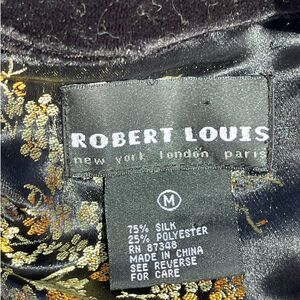 ROBERT LOUIS
new york london paris
M
75% SILK
25% POLYESTER
RN 87348
MADE IN CHINA
SEE REVERSE
FOR CARE